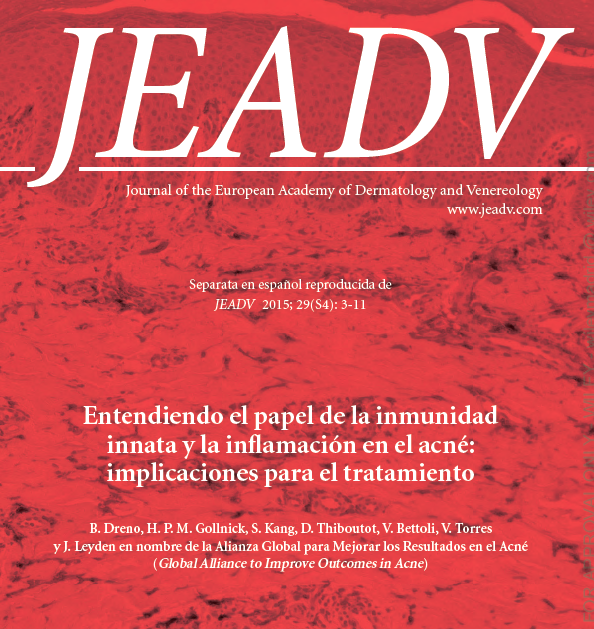 JEADV
Journal of the European Academy of Dermatology and Venereology
www.jeadv.com
Separata en español reproducida de
JEADV 2015; 29(S4): 3-11
Entendiendo el papel de la inmunidad
innata y la inflamación en el acné:
implicaciones para el tratamiento
B. Dreno, H. P. M. Gollnick, S. Kang, D. Thiboutot, V. Bettoli, V. Torres
y J. Leyden en nombre de la Alianza Global para Mejorar los Resultados en el Acné
(Global Alliance to Improve Outcomes in Acne)